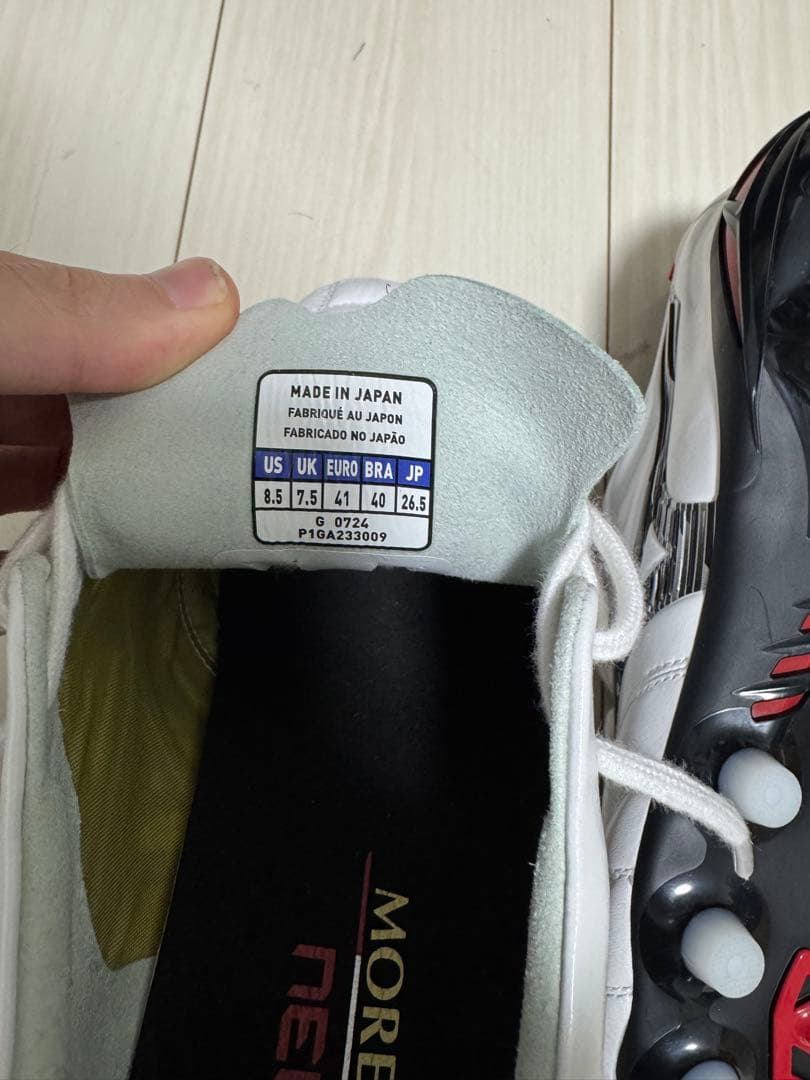 MADE IN JAPAN
FABRIQUÉ AU JAPON
FABRICADO NO JAPÃO
US UK EURO BRA JP
8.5 7.5 41 40 26.5
G 0724
P1GA233009